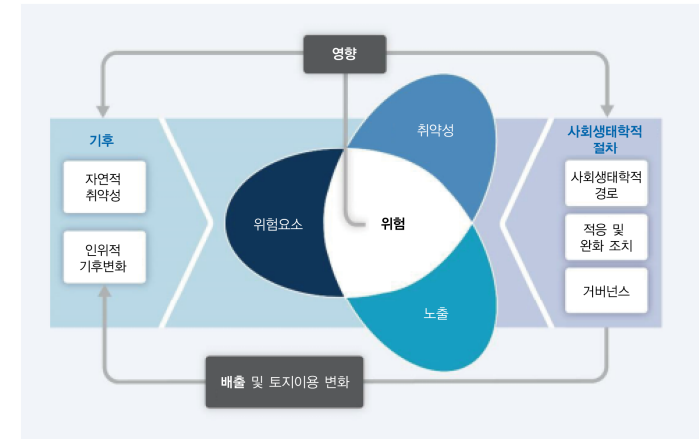 영향
기후
자연적
취약성
인위적
기후변화
위험요소
취약성
위험
노출
사회생태학적
절차
사회생태학적
경로
적응 및
완화 조치
거버넌스
배출 및 토지이용 변화